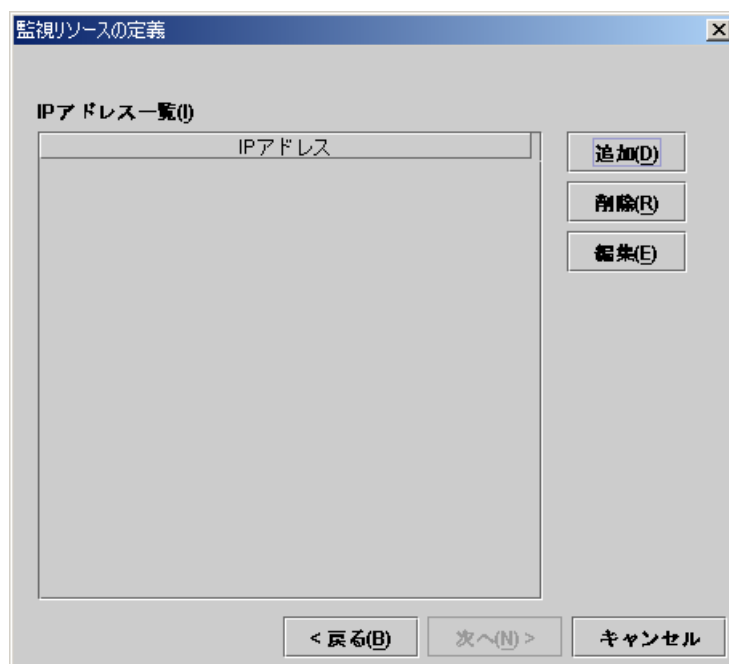 監視リソースの定義
IPアドレス一覧(I)
IPアドレス
追加(D)
削除(R)
編集(E)
< 戻る(B)
次へ(N) >
キャンセル